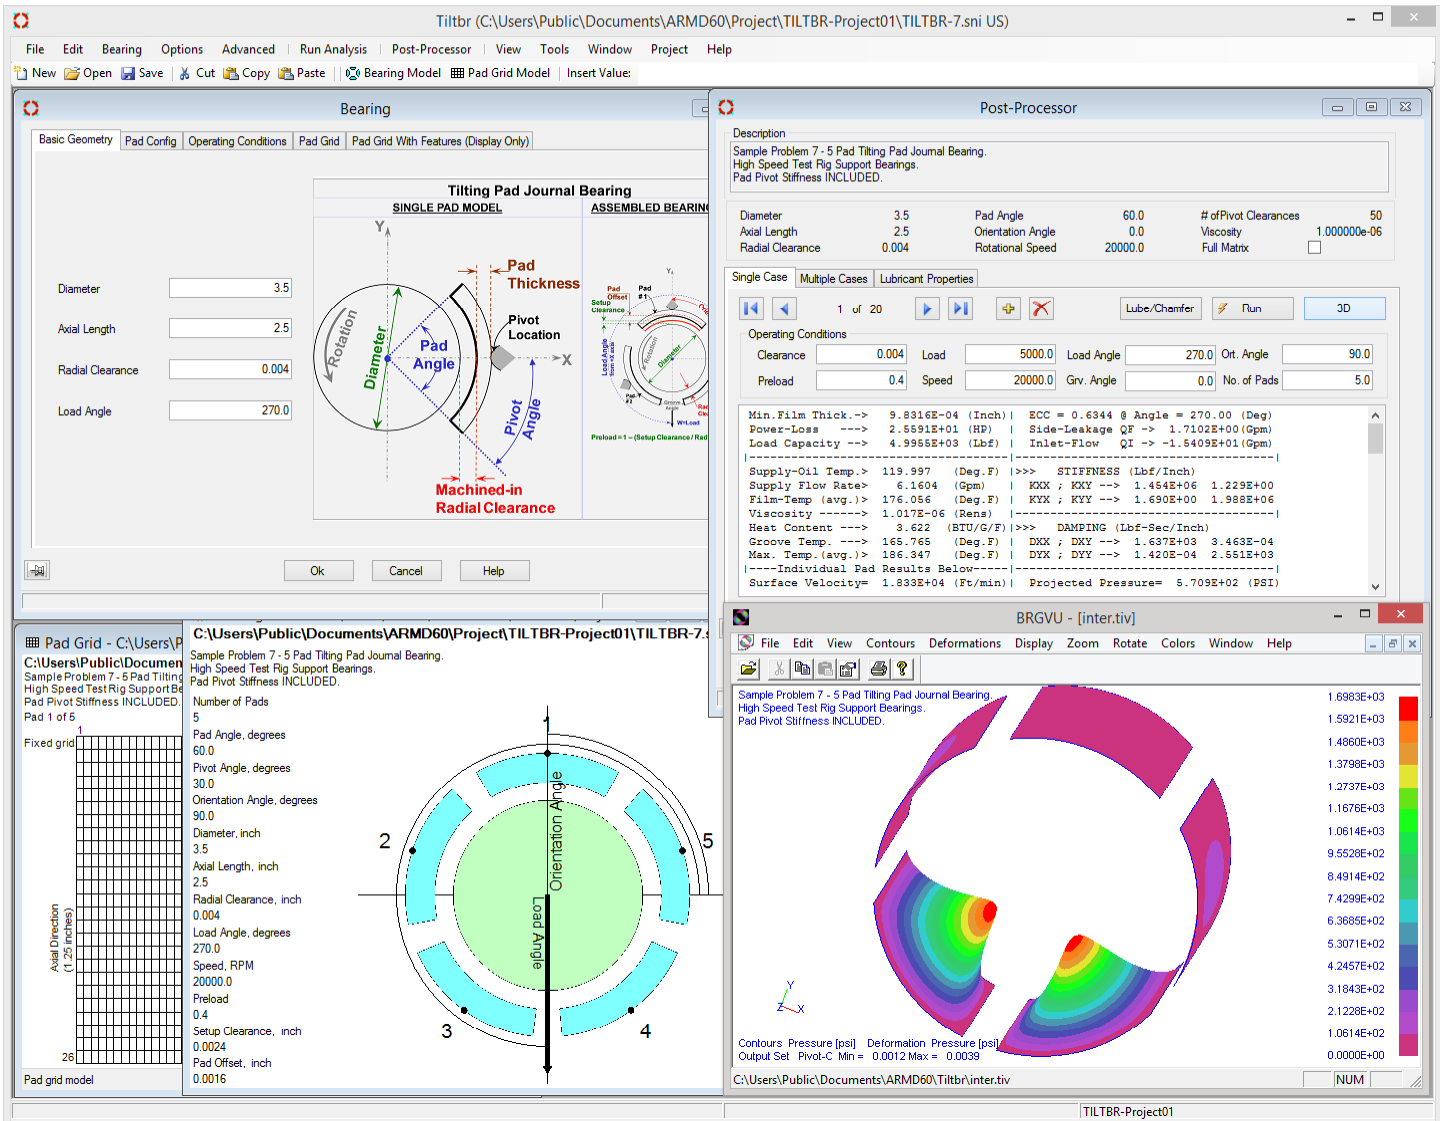 Tiltbr (C:\Users\Public\Documents\ARMD60\Project\TILTBR-Project01\TILTBR-7.sni US)
File Edit Bearing Options Advanced Run Analysis Post-Processor View Tools Window Project Help
New Open Save Cut Copy Paste Bearing Model Pad Grid Model Insert Value:
Bearing
Basic Geometry Pad Config Operating Conditions Pad Grid Pad Grid With Features (Display Only)
Diameter 3.5
Axial Length 2.5
Radial Clearance 0.004
Load Angle 270.0
Tilting Pad Journal Bearing
SINGLE PAD MODEL ASSEMBLED BEARING
Y
Pad
Thickness
Pivot
Location
Rotation
Diameter
Pad
Angle
X
Pivot
Angle
Machined-in
Radial Clearance
Y
Pad
Offset
Pad
# 1
Setup
Clearance
Load Angle
from +X axis
Rotation
Diameter
X
Pad
# 2
Groove
Angle
W=Load
Preload = 1 - (Setup Clearance / Rad
Ok Cancel Help
Post-Processor
Description
Sample Problem 7 - 5 Pad Tilting Pad Journal Bearing.
High Speed Test Rig Support Bearings.
Pad Pivot Stiffness INCLUDED.
Diameter 3.5 Pad Angle 60.0 # of Pivot Clearances 50
Axial Length 2.5 Orientation Angle 0.0 Viscosity 1.000000e-06
Radial Clearance 0.004 Rotational Speed 20000.0 Full Matrix
Single Case Multiple Cases Lubricant Properties
1 of 20 Lube/Chamfer Run 3D
Operating Conditions
Clearance 0.004 Load 5000.0 Load Angle 270.0 Ort. Angle 90.0
Preload 0.4 Speed 20000.0 Grv. Angle 0.0 No. of Pads 5.0
Min.Film Thick.-> 9.8316E-04 (Inch)| ECC = 0.6344 @ Angle = 270.00 (Deg)
Power-Loss ---> 2.5591E+01 (HP) | Side-Leakage QF -> 1.7102E+00(Gpm)
Load Capacity --> 4.9955E+03 (Lbf) | Inlet-Flow QI -> -1.5409E+01(Gpm)
|-------------------------------------|--------------------------------------|
Supply-Oil Temp.> 119.997 (Deg.F) |>>> STIFFNESS (Lbf/Inch)
Supply Flow Rate> 6.1604 (Gpm) | KXX ; KXY --> 1.454E+06 1.229E+00
Film-Temp (avg.)> 176.056 (Deg.F) | KYX ; KYY --> 1.690E+00 1.988E+06
Viscosity ------> 1.017E-06 (Rens) |--------------------------------------|
Heat Content ---> 3.622 (BTU/G/F)|>>> DAMPING (Lbf-Sec/Inch)
Groove Temp. ---> 165.765 (Deg.F) | DXX ; DXY --> 1.637E+03 3.463E-04
Max. Temp.(avg.)> 186.347 (Deg.F) | DYX ; DYY --> 1.420E-04 2.551E+03
|----Individual Pad Results Below-----|--------------------------------------|
Surface Velocity= 1.833E+04 (Ft/min)| Projected Pressure= 5.709E+02 (PSI)
Pad Grid - C:\Users\P
C:\Users\Public\Documen
Sample Problem 7 - 5 Pad Tilting
High Speed Test Rig Support Be
Pad Pivot Stiffness INCLUDED.
Pad 1 of 5
1
Fixed grid
Axial Direction
(1.25 inches)
26
Pad grid model
C:\Users\Public\Documents\ARMD60\Project\TILTBR-Project01\TILTBR-7.s
Sample Problem 7 - 5 Pad Tilting Pad Journal Bearing.
High Speed Test Rig Support Bearings.
Pad Pivot Stiffness INCLUDED.
Number of Pads
5
Pad Angle, degrees
60.0
Pivot Angle, degrees
30.0
Orientation Angle, degrees
90.0
Diameter, inch
3.5
Axial Length, inch
2.5
Radial Clearance, inch
0.004
Load Angle, degrees
270.0
Speed, RPM
20000.0
Preload
0.4
Setup Clearance, inch
0.0024
Pad Offset, inch
0.0016
1
2
3
4
5
Orientation Angle
Load Angle
BRGVU - [inter.tiv]
File Edit View Contours Deformations Display Zoom Rotate Colors Window Help
Sample Problem 7 - 5 Pad Tilting Pad Journal Bearing.
High Speed Test Rig Support Bearings.
Pad Pivot Stiffness INCLUDED.
1.6983E+03
1.5921E+03
1.4860E+03
1.3798E+03
1.2737E+03
1.1676E+03
1.0614E+03
9.5528E+02
8.4914E+02
7.4299E+02
6.3685E+02
5.3071E+02
4.2457E+02
3.1843E+02
2.1228E+02
1.0614E+02
0.0000E+00
Y
Z
X
Contours Pressure [psi] Deformation Pressure [psi]
Output Set Pivot-C Min = 0.0012 Max = 0.0039
C:\Users\Public\Documents\ARMD60\Tiltbr\inter.tiv NUM
TILTBR-Project01